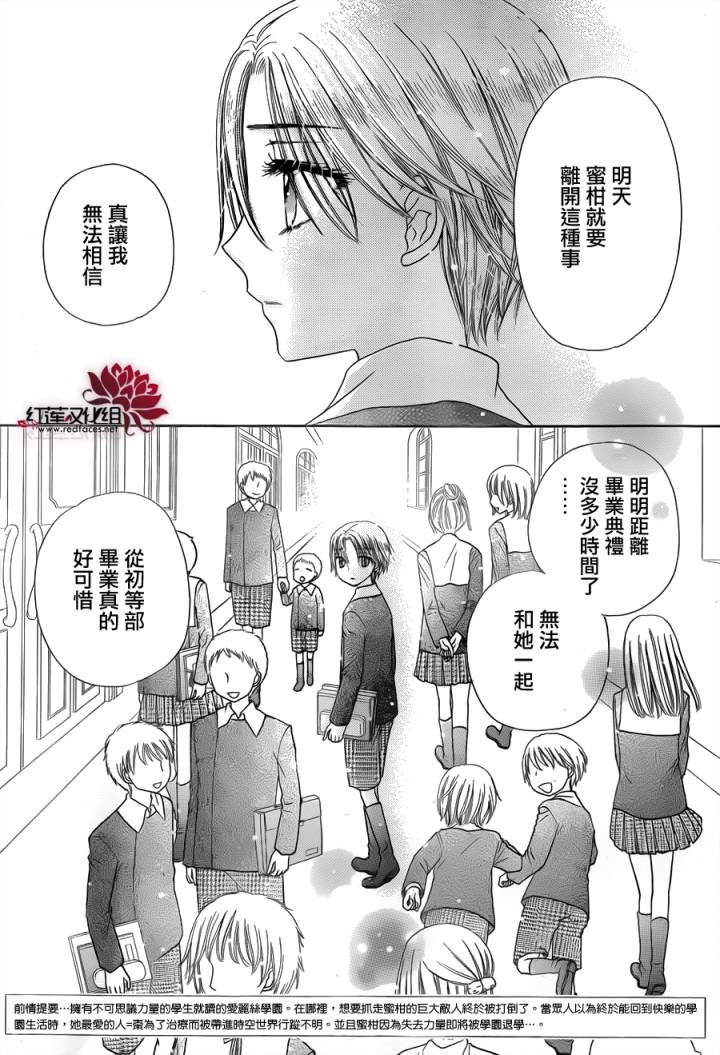 明天
蜜柑就要
離開這種事
真讓我
無法相信
紅蓮汉化组
www.redfaces.net
明明距離
畢業典禮
沒多少時間了
……
無法
和她一起
從初等部
畢業真的
好可惜
前情提要…擁有不可思議力量的學生就讀的愛麗絲學園。在哪裡，想要抓走蜜柑的巨大敵人終於被打倒了。當眾人以為終於能回到快樂的學
園生活時，她最愛的人=棗為了治療而被帶進時空世界行蹤不明。並且蜜柑因為失去力量即將被學園退學…。